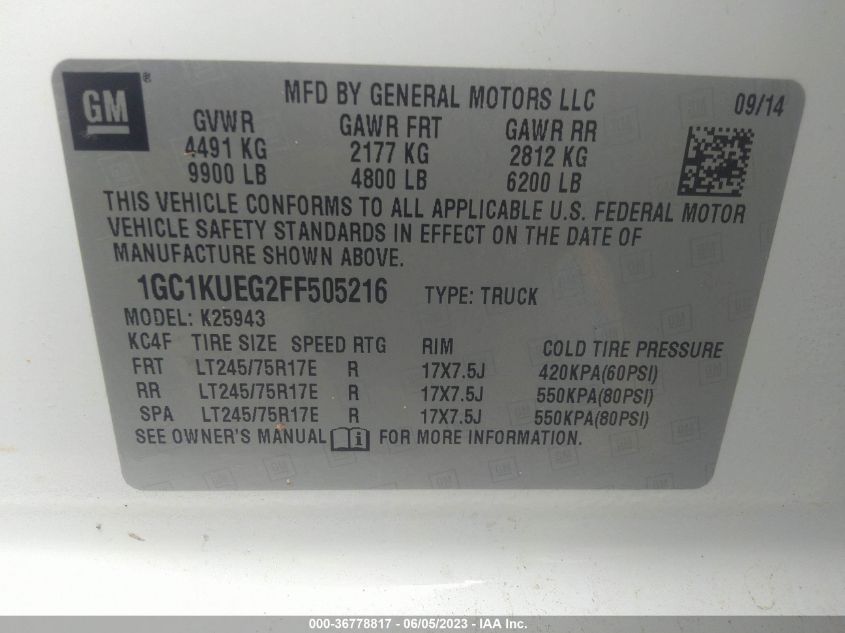 GM ®
MFD BY GENERAL MOTORS LLC 09/14
GVWR GAWR FRT GAWR RR
4491 KG 2177 KG 2812 KG
9900 LB 4800 LB 6200 LB
THIS VEHICLE CONFORMS TO ALL APPLICABLE U.S. FEDERAL MOTOR
VEHICLE SAFETY STANDARDS IN EFFECT ON THE DATE OF
MANUFACTURE SHOWN ABOVE.
1GC1KUEG2FF505216 TYPE: TRUCK
MODEL: K25943
KC4F TIRE SIZE SPEED RTG RIM COLD TIRE PRESSURE
FRT LT245/75R17E R 17X7.5J 420KPA(60PSI)
RR LT245/75R17E R 17X7.5J 550KPA(80PSI)
SPA LT245/75R17E R 17X7.5J 550KPA(80PSI)
SEE OWNER'S MANUAL i FOR MORE INFORMATION.
000-36778817 - 06/05/2023 - IAA Inc.